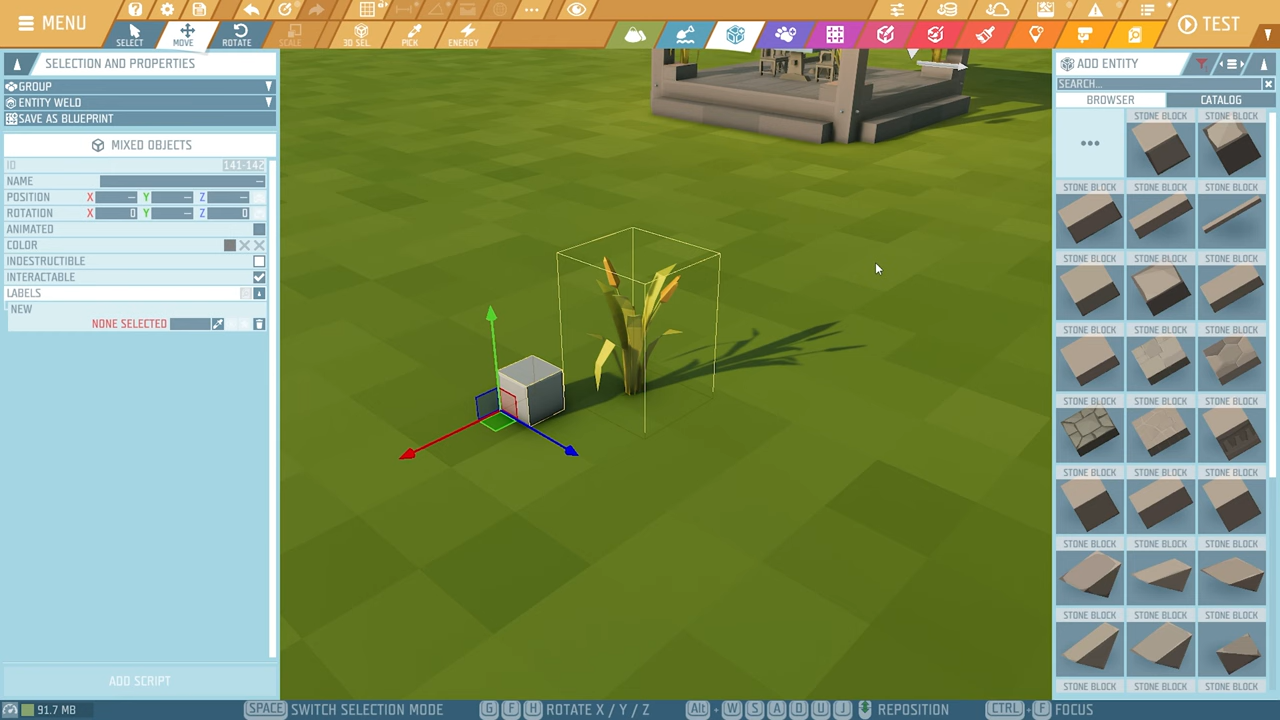 MENU
SELECT
MOVE
ROTATE
SCALE
3D SEL.
PICK
ENERGY
TEST
SELECTION AND PROPERTIES
GROUP
ENTITY WELD
SAVE AS BLUEPRINT
MIXED OBJECTS
ID 141-142
NAME –
POSITION X – Y – Z –
ROTATION X 0 Y – Z 0
ANIMATED
COLOR
INDESTRUCTIBLE
INTERACTABLE
LABELS
NEW
NONE SELECTED
ADD SCRIPT
ADD ENTITY
SEARCH...
BROWSER CATALOG
STONE BLOCK STONE BLOCK
STONE BLOCK STONE BLOCK STONE BLOCK
STONE BLOCK STONE BLOCK STONE BLOCK
STONE BLOCK STONE BLOCK STONE BLOCK
STONE BLOCK STONE BLOCK STONE BLOCK
STONE BLOCK STONE BLOCK STONE BLOCK
STONE BLOCK STONE BLOCK STONE BLOCK
STONE BLOCK STONE BLOCK STONE BLOCK
STONE BLOCK STONE BLOCK STONE BLOCK
91.7 MB
SPACE SWITCH SELECTION MODE G F H ROTATE X / Y / Z Alt + W S A D U J REPOSITION CTRL + F FOCUS